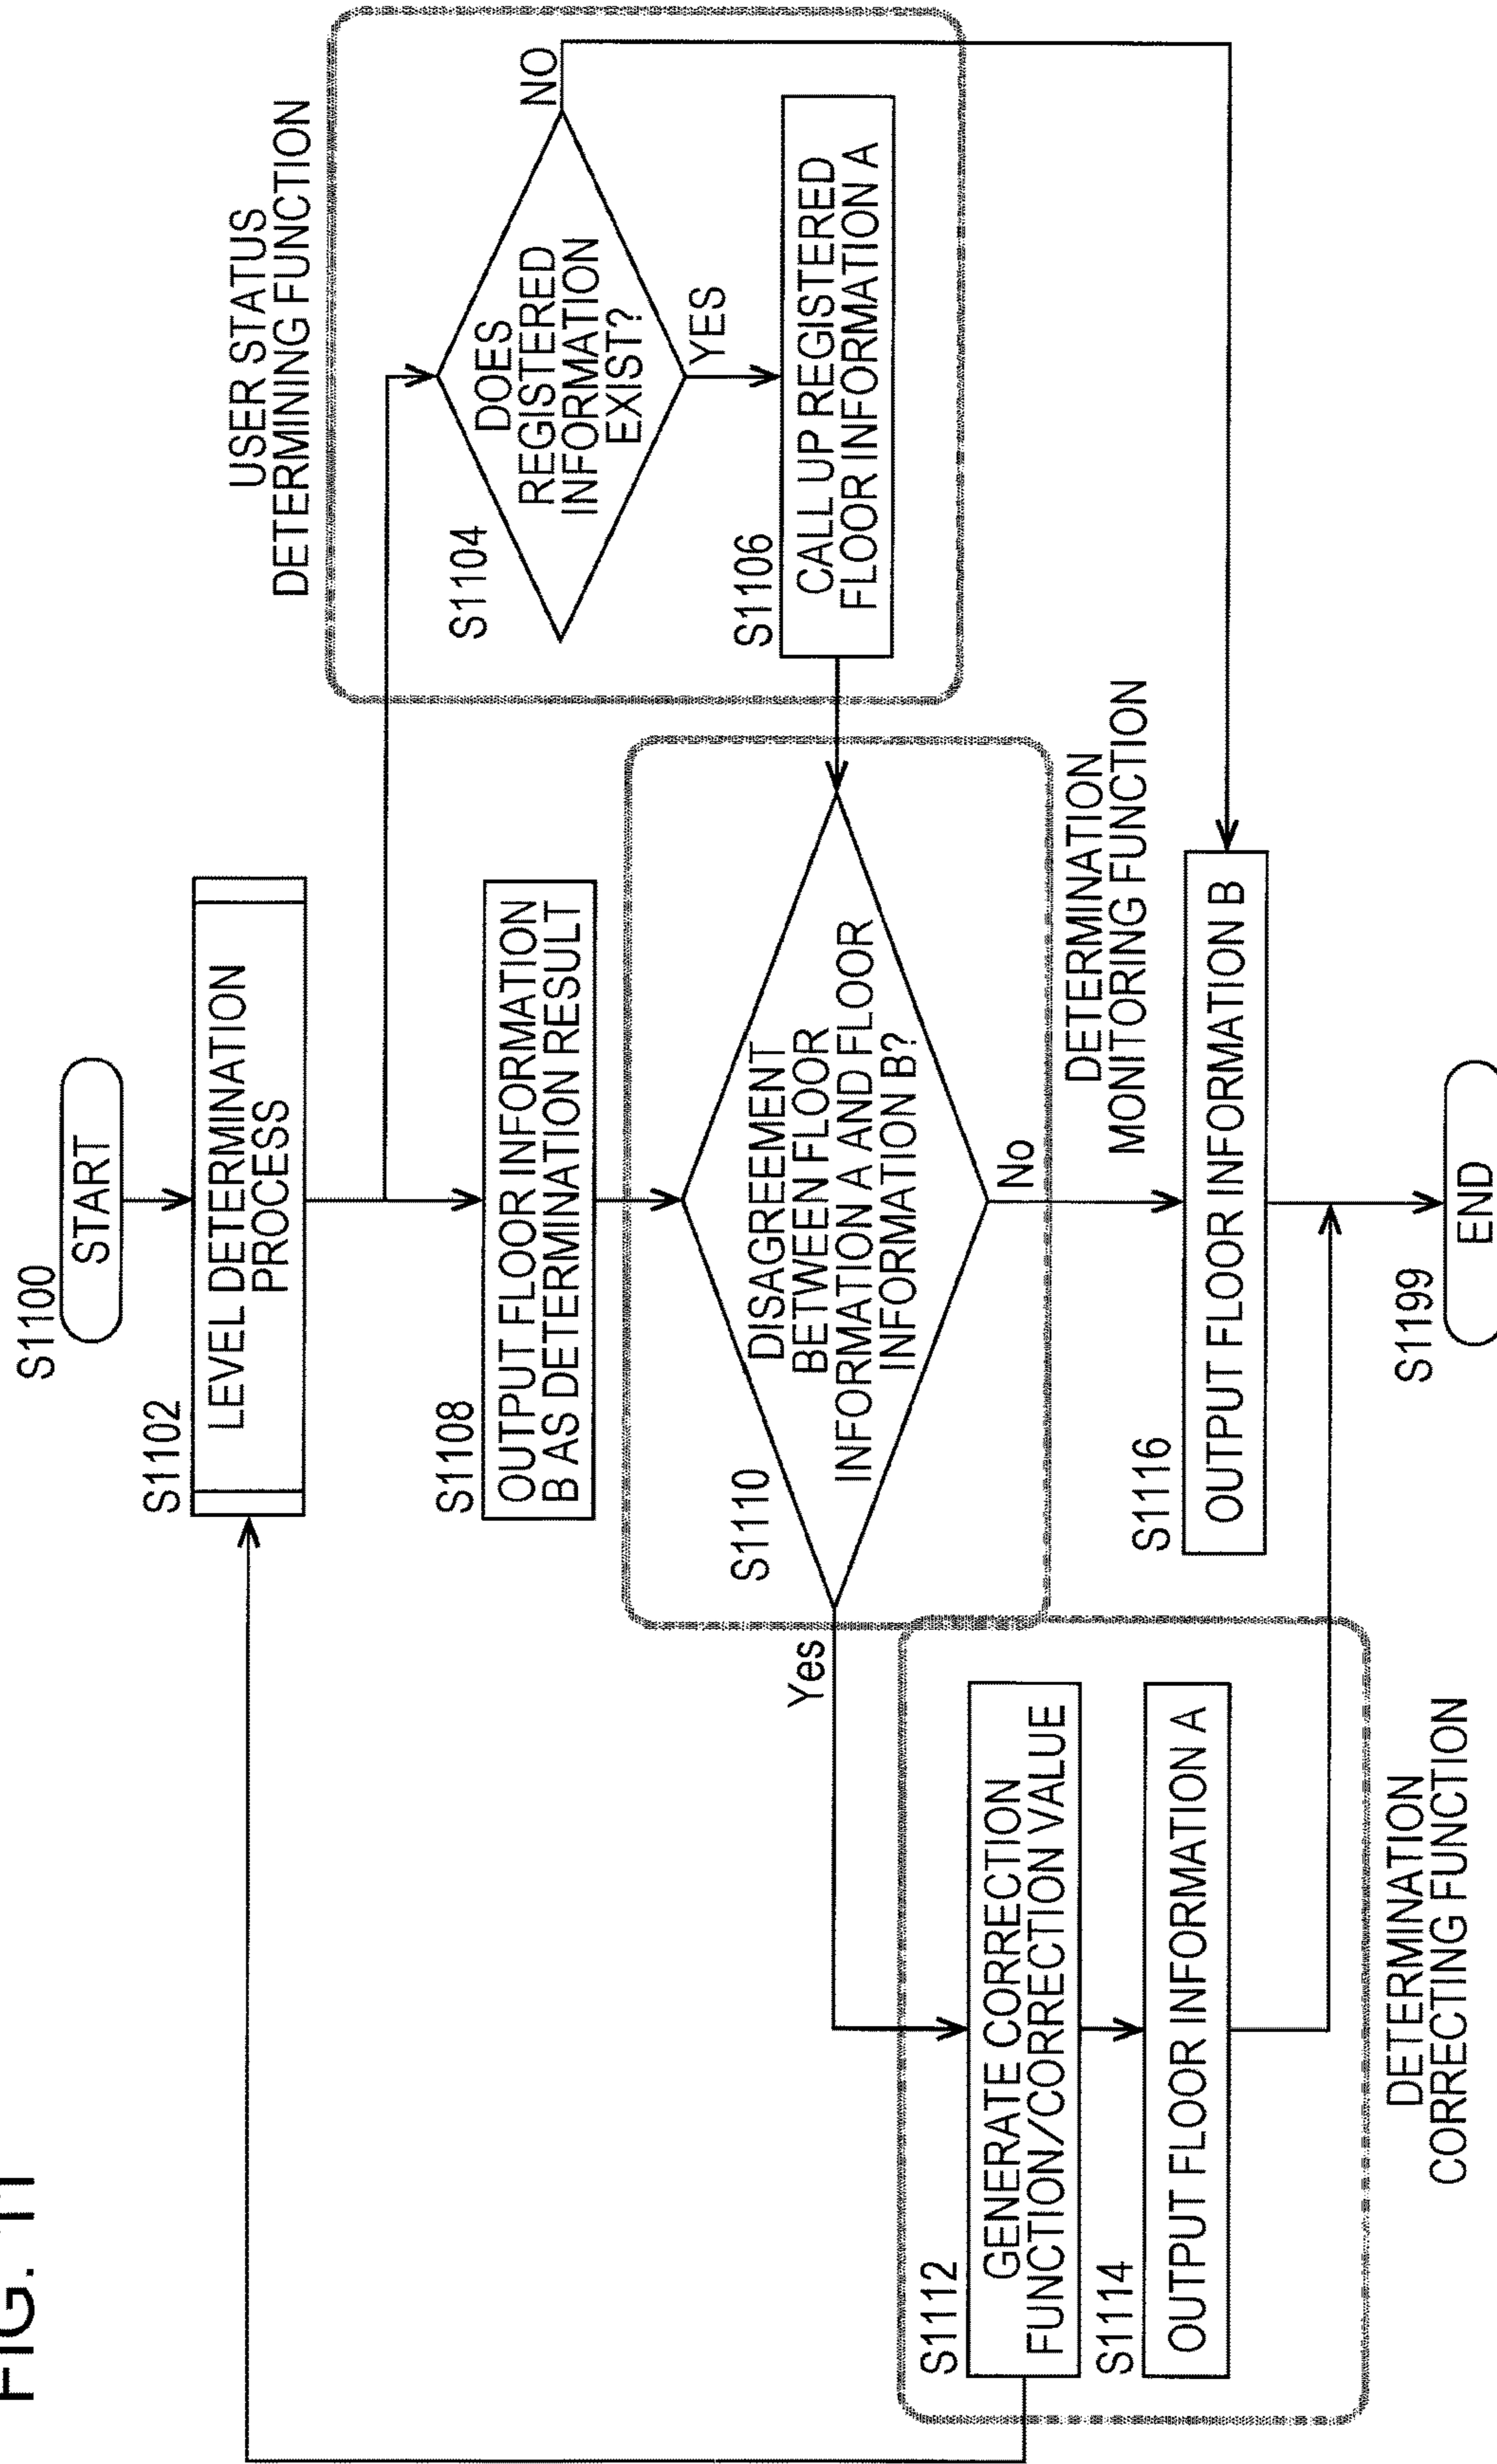 FIG. 11
S1100
START
S1102
LEVEL DETERMINATION
PROCESS
USER STATUS
DETERMINING FUNCTION
S1104
DOES
REGISTERED
INFORMATION
EXIST?
NO
YES
S1106
CALL UP REGISTERED
FLOOR INFORMATION A
S1108
OUTPUT FLOOR INFORMATION
B AS DETERMINATION RESULT
S1110
DISAGREEMENT
BETWEEN FLOOR
INFORMATION A AND FLOOR
INFORMATION B?
Yes
No
DETERMINATION
MONITORING FUNCTION
S1112
GENERATE CORRECTION
FUNCTION/CORRECTION VALUE
S1114
OUTPUT FLOOR INFORMATION A
DETERMINATION
CORRECTING FUNCTION
S1116
OUTPUT FLOOR INFORMATION B
S1199
END